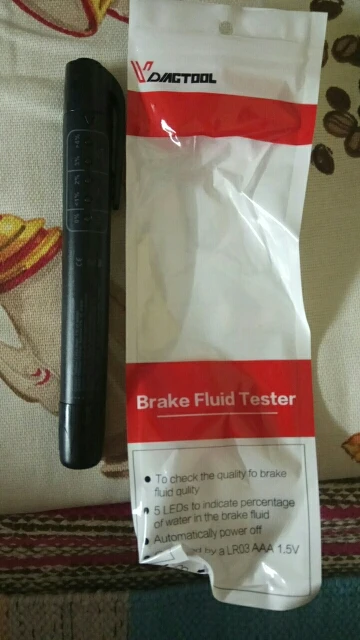 VDIAGTOOL
Brake Fluid Tester
• To check the quality fo brake
fluid qulity
• 5 LEDs to indicate percentage
of water in the brake fluid
• Automatically power off
by a LR03 AAA 1.5V